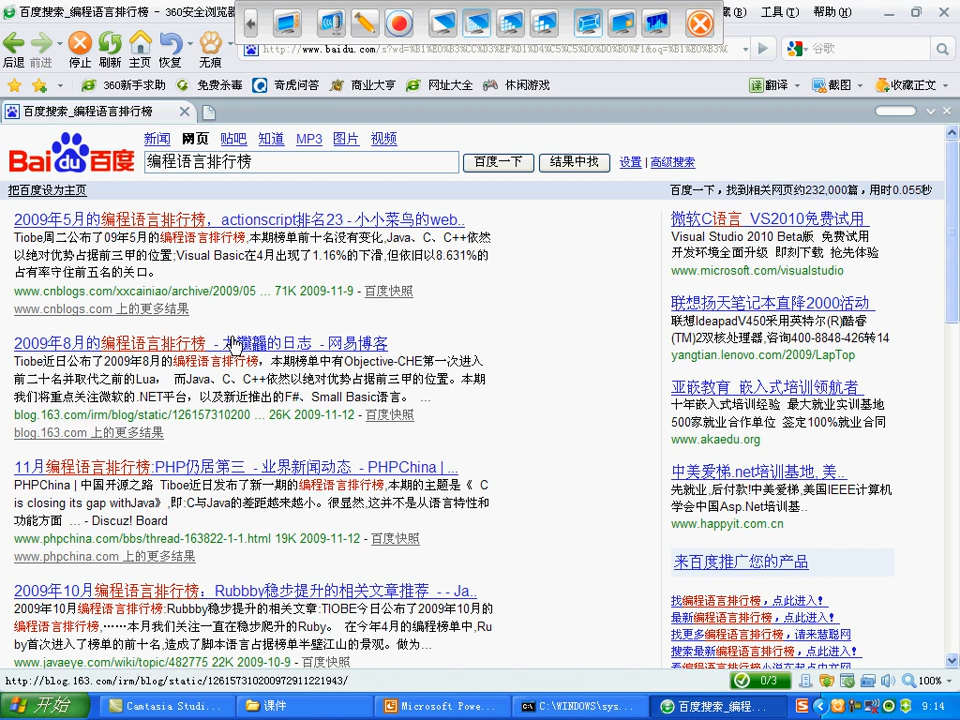 百度搜索_编程语言排行榜 - 360安全浏览器
工具(T) 帮助(H)
后退 前进 停止 刷新 主页 恢复 无痕
http://www.baidu.com/s?wd=%B1%E0%B3%CC%D3%EF%D1%D4%C5%C5%D0%D0%B0%F1&oq=%B1%E0%B3%C
谷歌
360新手求助 免费杀毒 奇虎问答 商业大亨 网址大全 休闲游戏 翻译 截图 收藏正文
百度搜索_编程语言排行榜
新闻 网页 贴吧 知道 MP3 图片 视频
Bai du 百度
编程语言排行榜 百度一下 结果中找 设置 | 高级搜索
把百度设为主页 百度一下，找到相关网页约232,000篇，用时0.055秒
2009年5月的编程语言排行榜，actionscript排名23 - 小小菜鸟的web..
Tiobe周二公布了09年5月的编程语言排行榜,本期榜单前十名没有变化,Java、C、C++依然
以绝对优势占据前三甲的位置;Visual Basic在4月出现了1.16%的下滑,但依旧以8.631%的
占有率守住前五名的关口。
www.cnblogs.com/xxcainiao/archive/2009/05 ... 71K 2009-11-9 - 百度快照
www.cnblogs.com 上的更多结果
2009年8月的编程语言排行榜 - 的日志 - 网易博客
Tiobe近日公布了2009年8月的编程语言排行榜，本期榜单中有Objective-CHE第一次进入
前二十名并取代之前的Lua， 而Java、C、C++依然以绝对优势占据前三甲的位置。本期
我们将重点关注微软的.NET平台，以及新近推出的F#、Small Basic语言。 ...
blog.163.com/irm/blog/static/126157310200 ... 26K 2009-11-12 - 百度快照
blog.163.com 上的更多结果
11月编程语言排行榜:PHP仍居第三 - 业界新闻动态 - PHPChina | ...
PHPChina | 中国开源之路 Tiboe近日发布了新一期的编程语言排行榜,本期的主题是《 C
is closing its gap withJava》,即:C与Java的差距越来越小。很显然,这并不是从语言特性和
功能方面 ... - Discuz! Board
www.phpchina.com/bbs/thread-163822-1-1.html 19K 2009-11-12 - 百度快照
www.phpchina.com 上的更多结果
2009年10月编程语言排行榜：Rubbby稳步提升的相关文章推荐 - - Ja..
2009年10月编程语言排行榜:Rubbby稳步提升的相关文章:TIOBE今日公布了2009年10月的
编程语言排行榜,……本月我们关注一直在稳步爬升的Ruby。 在今年4月的编程榜单中,Ru
by首次进入了榜单的前十名,造成了脚本语言占据榜单半壁江山的景观。做为...
www.javaeye.com/wiki/topic/482775 22K 2009-10-9 - 百度快照
微软C语言 VS2010免费试用
Visual Studio 2010 Beta版 免费试用
开发环境全面升级 即刻下载 抢先体验
www.microsoft.com/visualstudio
联想扬天笔记本直降2000活动
联想IdeapadV450采用英特尔(R)酷睿
(TM)2双核处理器,咨询400-8848-426转14
yangtian.lenovo.com/2009/LapTop
亚嵌教育 嵌入式培训领航者
十年嵌入式培训经验 最大就业实训基地
500家就业合作单位 签定100%就业合同
www.akaedu.org
中美爱梯.net培训基地, 美..
先就业,后付款!中美爱梯,美国IEEE计算机
学会中国Asp.Net培训基..
www.happyit.com.cn
来百度推广您的产品
找编程语言排行榜，点此进入!
最新编程语言排行榜，点此进入!
找更多编程语言排行榜，请来慧聪网
搜索最新编程语言排行榜，点此进入!
看编程语言排行榜小说在起点中文网
http://blog.163.com/irm/blog/static/126157310200972911221943/ 0/3 100%
开始 Camtasia Studi... 课件 Microsoft Powe... C:\WINDOWS\sys... 百度搜索_编程... 9:14